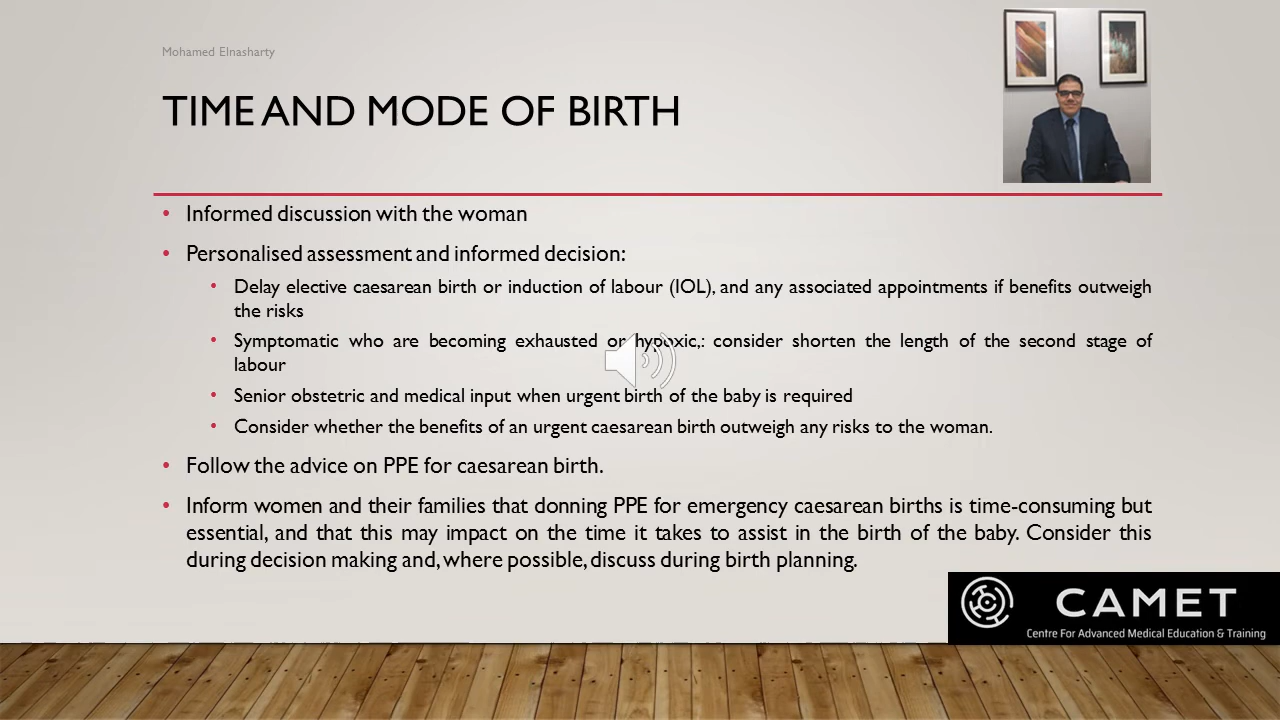 Mohamed Elnasharty
TIME AND MODE OF BIRTH
• Informed discussion with the woman
• Personalised assessment and informed decision:
• Delay elective caesarean birth or induction of labour (IOL), and any associated appointments if benefits outweigh
the risks
• Symptomatic who are becoming exhausted or hypoxic,: consider shorten the length of the second stage of
labour
• Senior obstetric and medical input when urgent birth of the baby is required
• Consider whether the benefits of an urgent caesarean birth outweigh any risks to the woman.
• Follow the advice on PPE for caesarean birth.
• Inform women and their families that donning PPE for emergency caesarean births is time-consuming but
essential, and that this may impact on the time it takes to assist in the birth of the baby. Consider this
during decision making and, where possible, discuss during birth planning.
CAMET
Centre For Advanced Medical Education & Training